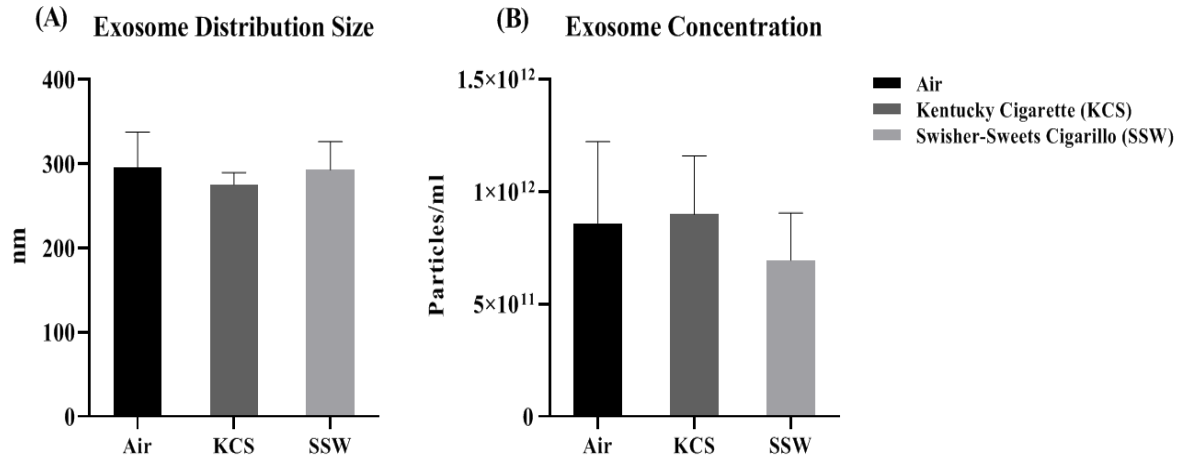 (A) Exosome Distribution Size
400
300
200
100
0
nm
Air KCS SSW
(B) Exosome Concentration
1.5×10¹²
1×10¹²
5×10¹¹
0
Particles/ml
Air KCS SSW
Air
Kentucky Cigarette (KCS)
Swisher-Sweets Cigarillo (SSW)